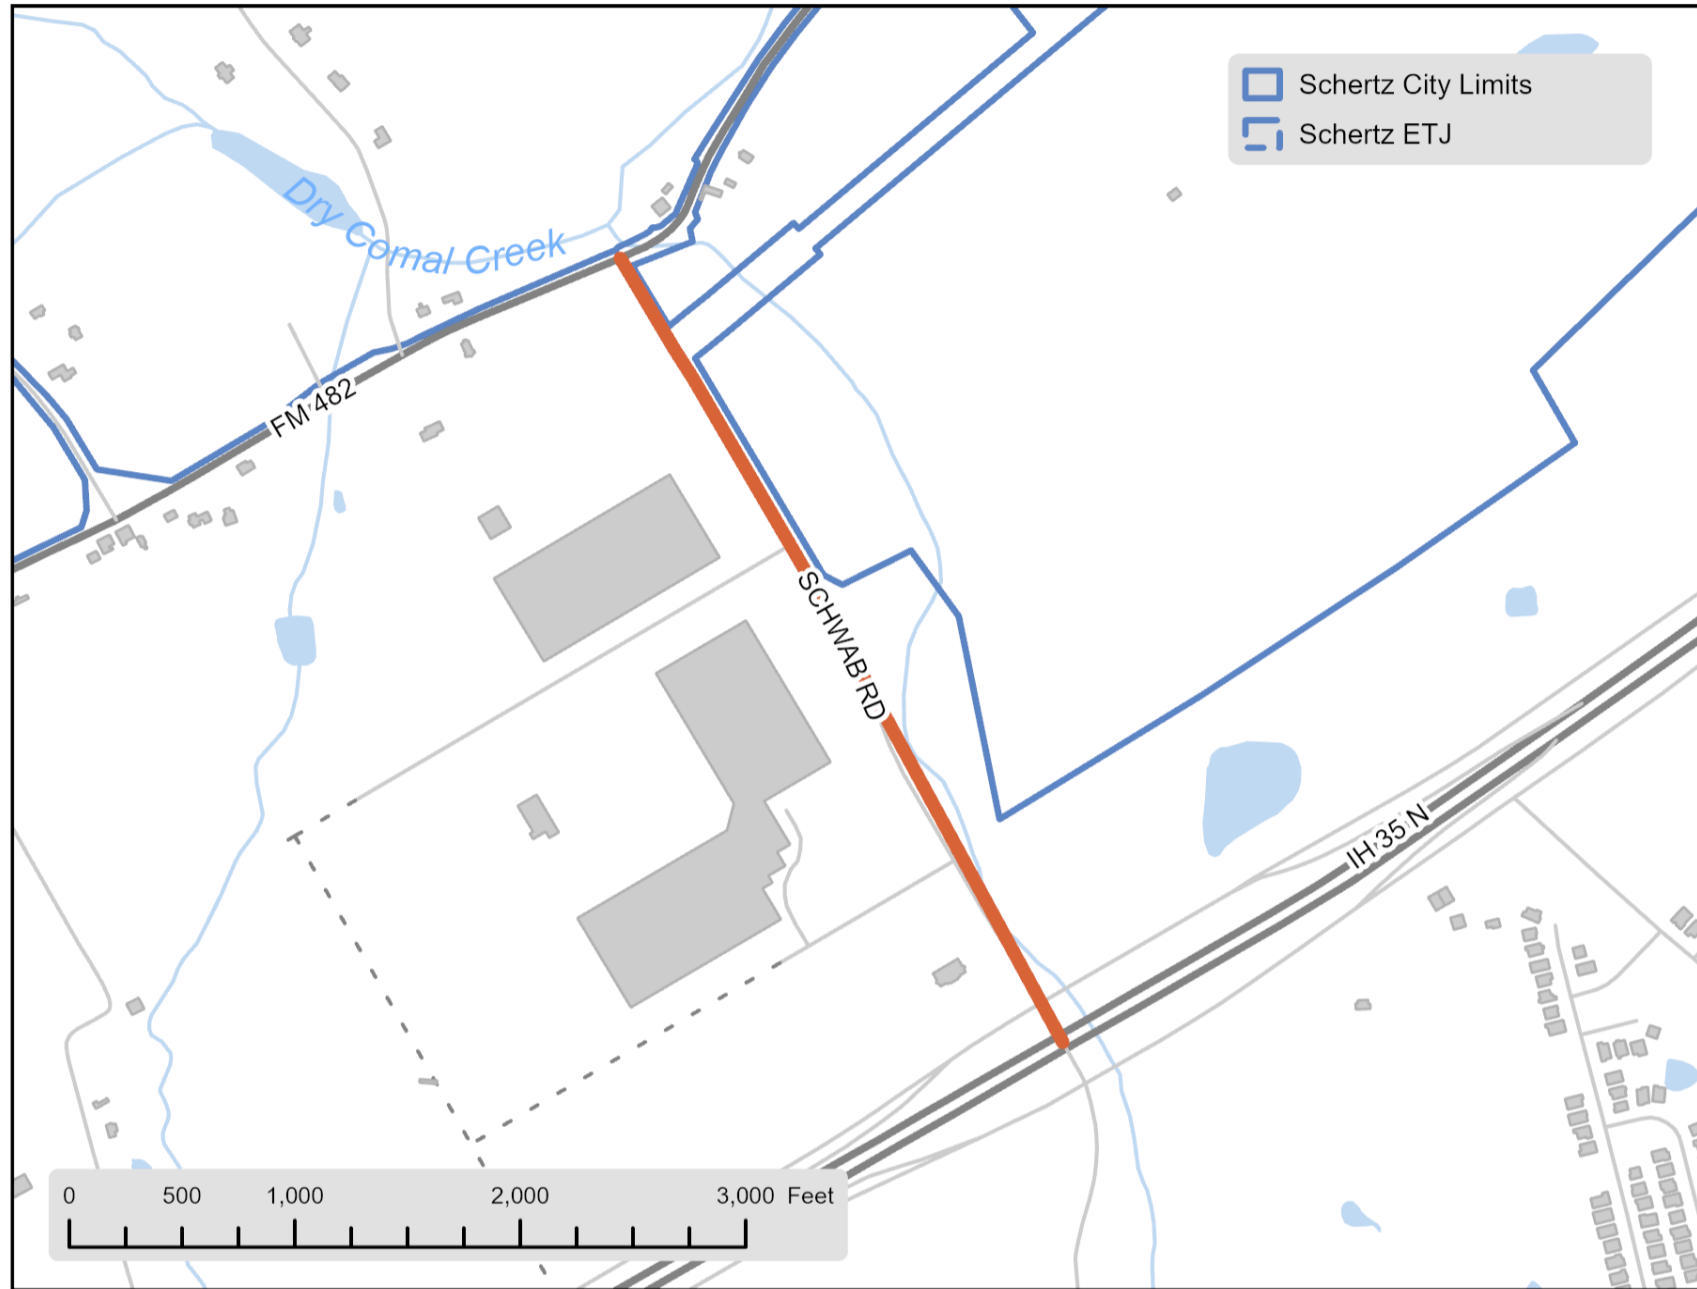 Schertz City Limits
Schertz ETJ
Dry Comal Creek
FM 482
SCHWAB RD
IH 35 N
0 500 1,000 2,000 3,000 Feet